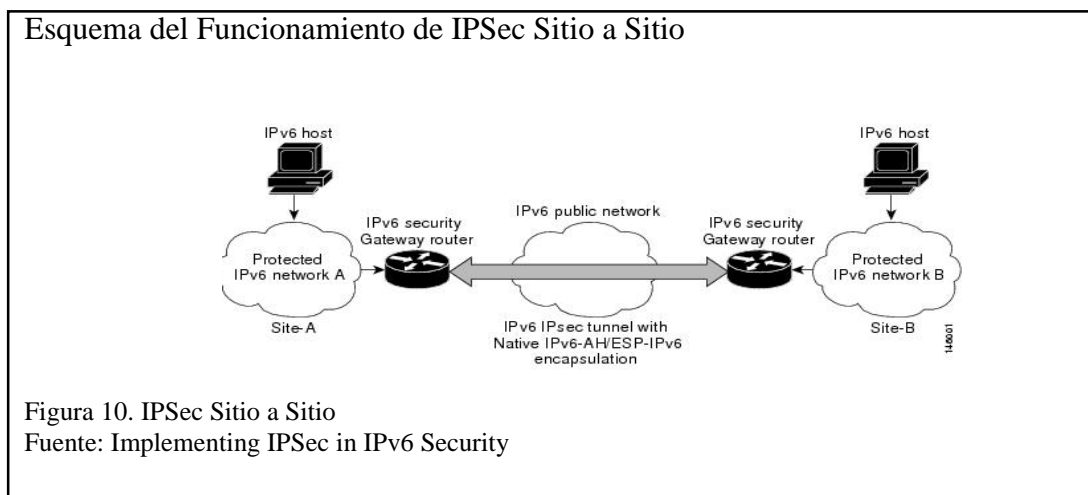 Esquema del Funcionamiento de IPSec Sitio a Sitio
IPv6 host
IPv6 host
IPv6 security
Gateway router
IPv6 public network
IPv6 security
Gateway router
Protected
IPv6 network A
Protected
IPv6 network B
Site-A
IPv6 IPsec tunnel with
Native IPv6-AH/ESP-IPv6
encapsulation
Site-B
146001
Figura 10. IPSec Sitio a Sitio
Fuente: Implementing IPSec in IPv6 Security